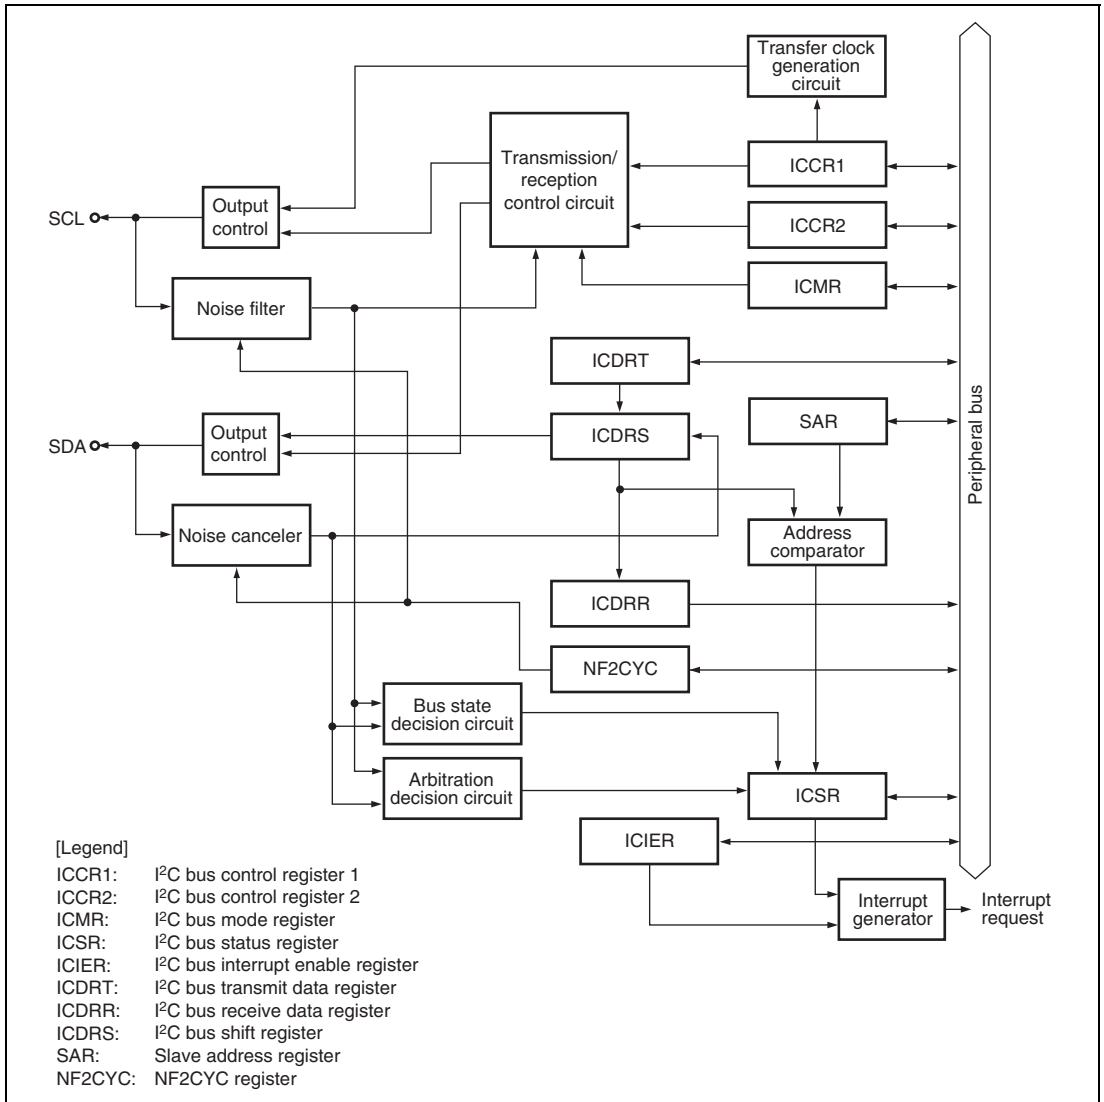 Transfer clock
generation
circuit
Transmission/
reception
control circuit
ICCR1
Output
control
SCL
ICCR2
ICMR
Noise filter
ICDRT
Peripheral bus
SAR
Output
control
ICDRS
SDA
Noise canceler
Address
comparator
ICDRR
NF2CYC
Bus state
decision circuit
Arbitration
decision circuit
ICSR
ICIER
Interrupt
generator
Interrupt
request
[Legend]
ICCR1: I²C bus control register 1
ICCR2: I²C bus control register 2
ICMR: I²C bus mode register
ICSR: I²C bus status register
ICIER: I²C bus interrupt enable register
ICDRT: I²C bus transmit data register
ICDRR: I²C bus receive data register
ICDRS: I²C bus shift register
SAR: Slave address register
NF2CYC: NF2CYC register